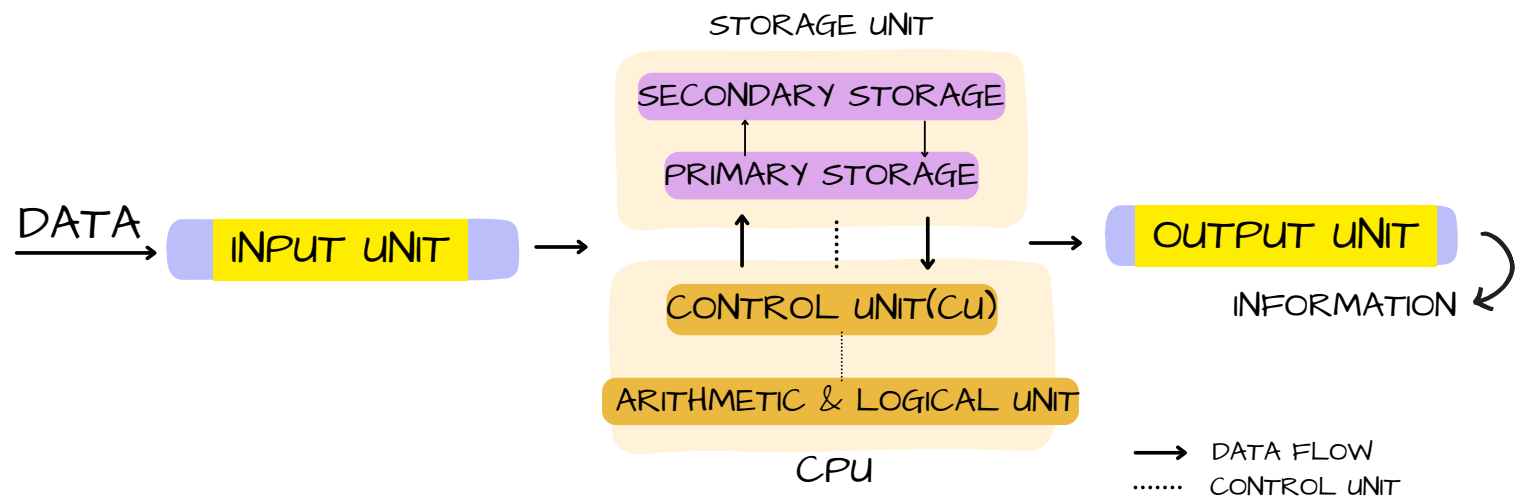 STORAGE UNIT
SECONDARY STORAGE
PRIMARY STORAGE
DATA
INPUT UNIT
OUTPUT UNIT
INFORMATION
CONTROL UNIT(CU)
ARITHMETIC & LOGICAL UNIT
CPU
DATA FLOW
CONTROL UNIT